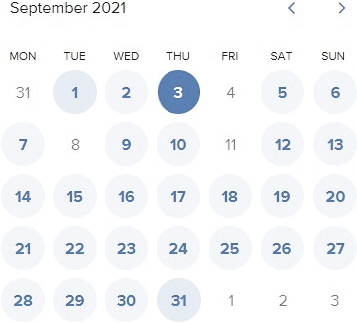 September 2021
MON TUE WED THU FRI SAT SUN
31 1 2 3 4 5 6
7 8 9 10 11 12 13
14 15 16 17 18 19 20
21 22 23 24 25 26 27
28 29 30 31 1 2 3